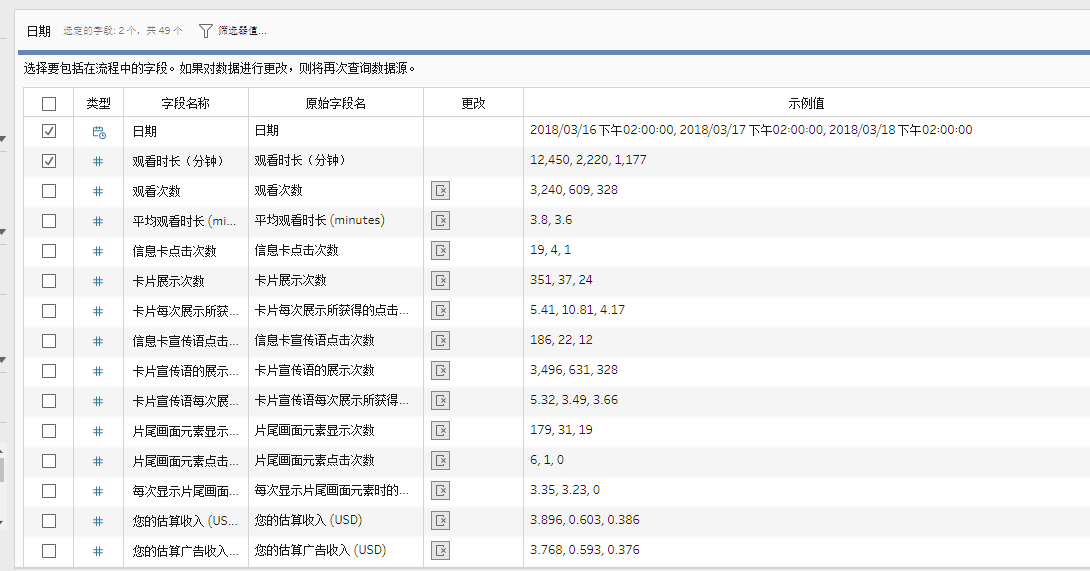 日期 选定的字段: 2 个，共 49 个 筛选器值...
选择要包括在流程中的字段。如果对数据进行更改，则将再次查询数据源。
类型 字段名称 原始字段名 更改 示例值
日期 日期 2018/03/16 下午02:00:00, 2018/03/17 下午02:00:00, 2018/03/18 下午02:00:00
# 观看时长（分钟） 观看时长（分钟） 12,450, 2,220, 1,177
# 观看次数 观看次数 3,240, 609, 328
# 平均观看时长 (mi... 平均观看时长 (minutes) 3.8, 3.6
# 信息卡点击次数 信息卡点击次数 19, 4, 1
# 卡片展示次数 卡片展示次数 351, 37, 24
# 卡片每次展示所获... 卡片每次展示所获得的点击... 5.41, 10.81, 4.17
# 信息卡宣传语点击... 信息卡宣传语点击次数 186, 22, 12
# 卡片宣传语的展示... 卡片宣传语的展示次数 3,496, 631, 328
# 卡片宣传语每次展... 卡片宣传语每次展示所获得... 5.32, 3.49, 3.66
# 片尾画面元素显示... 片尾画面元素显示次数 179, 31, 19
# 片尾画面元素点击... 片尾画面元素点击次数 6, 1, 0
# 每次显示片尾画面... 每次显示片尾画面元素时的... 3.35, 3.23, 0
# 您的估算收入 (US... 您的估算收入 (USD) 3.896, 0.603, 0.386
# 您的估算广告收入... 您的估算广告收入 (USD) 3.768, 0.593, 0.376